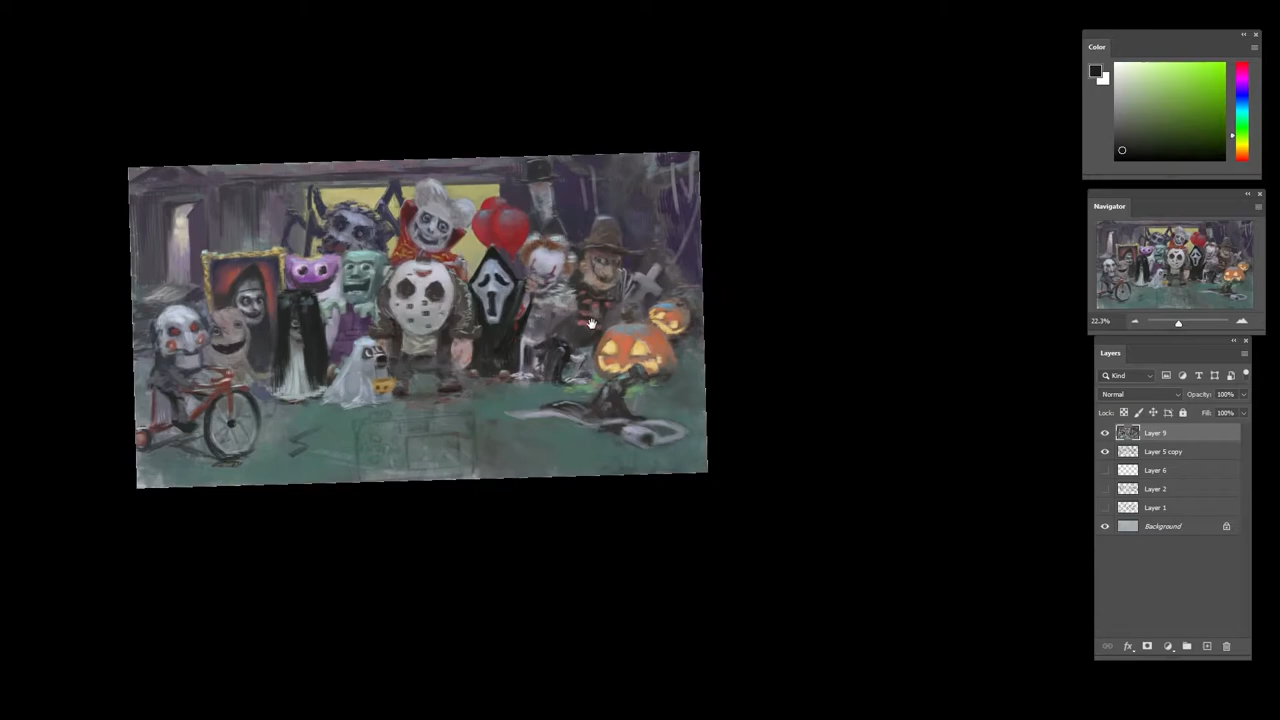 Color
Navigator
22.3%
Layers
Kind
Normal
Opacity: 100%
Lock:
Fill: 100%
Layer 9
Layer 5 copy
Layer 6
Layer 2
Layer 1
Background
fx